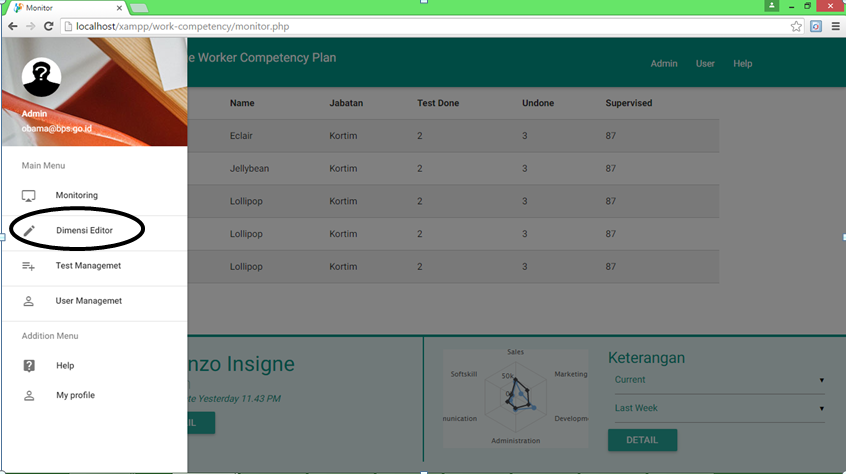 Monitor
localhost/xampp/work-competency/monitor.php
e Worker Competency Plan
Admin User Help
Admin
obama@bps.go.id
Main Menu
Monitoring
Dimensi Editor
Test Managemet
User Managemet
Addition Menu
Help
My profile
Name Jabatan Test Done Undone Supervised
Eclair Kortim 2 3 87
Jellybean Kortim 2 3 87
Lollipop Kortim 2 3 87
Lollipop Kortim 2 3 87
Lollipop Kortim 2 3 87
nzo Insigne
te Yesterday 11.43 PM
IL
Sales
Softskill
50k
Marketing
0k
munication
Developm
Administration
Keterangan
Current
Last Week
DETAIL